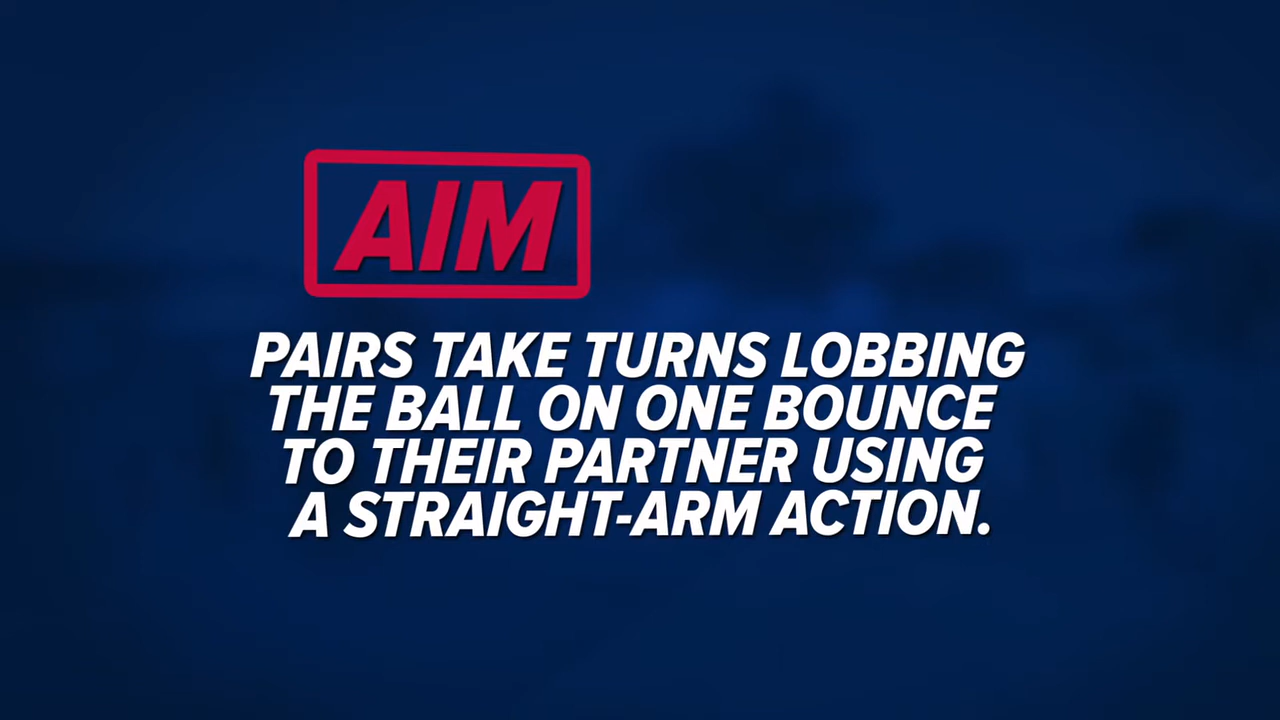 AIM
PAIRS TAKE TURNS LOBBING
THE BALL ON ONE BOUNCE
TO THEIR PARTNER USING
A STRAIGHT-ARM ACTION.